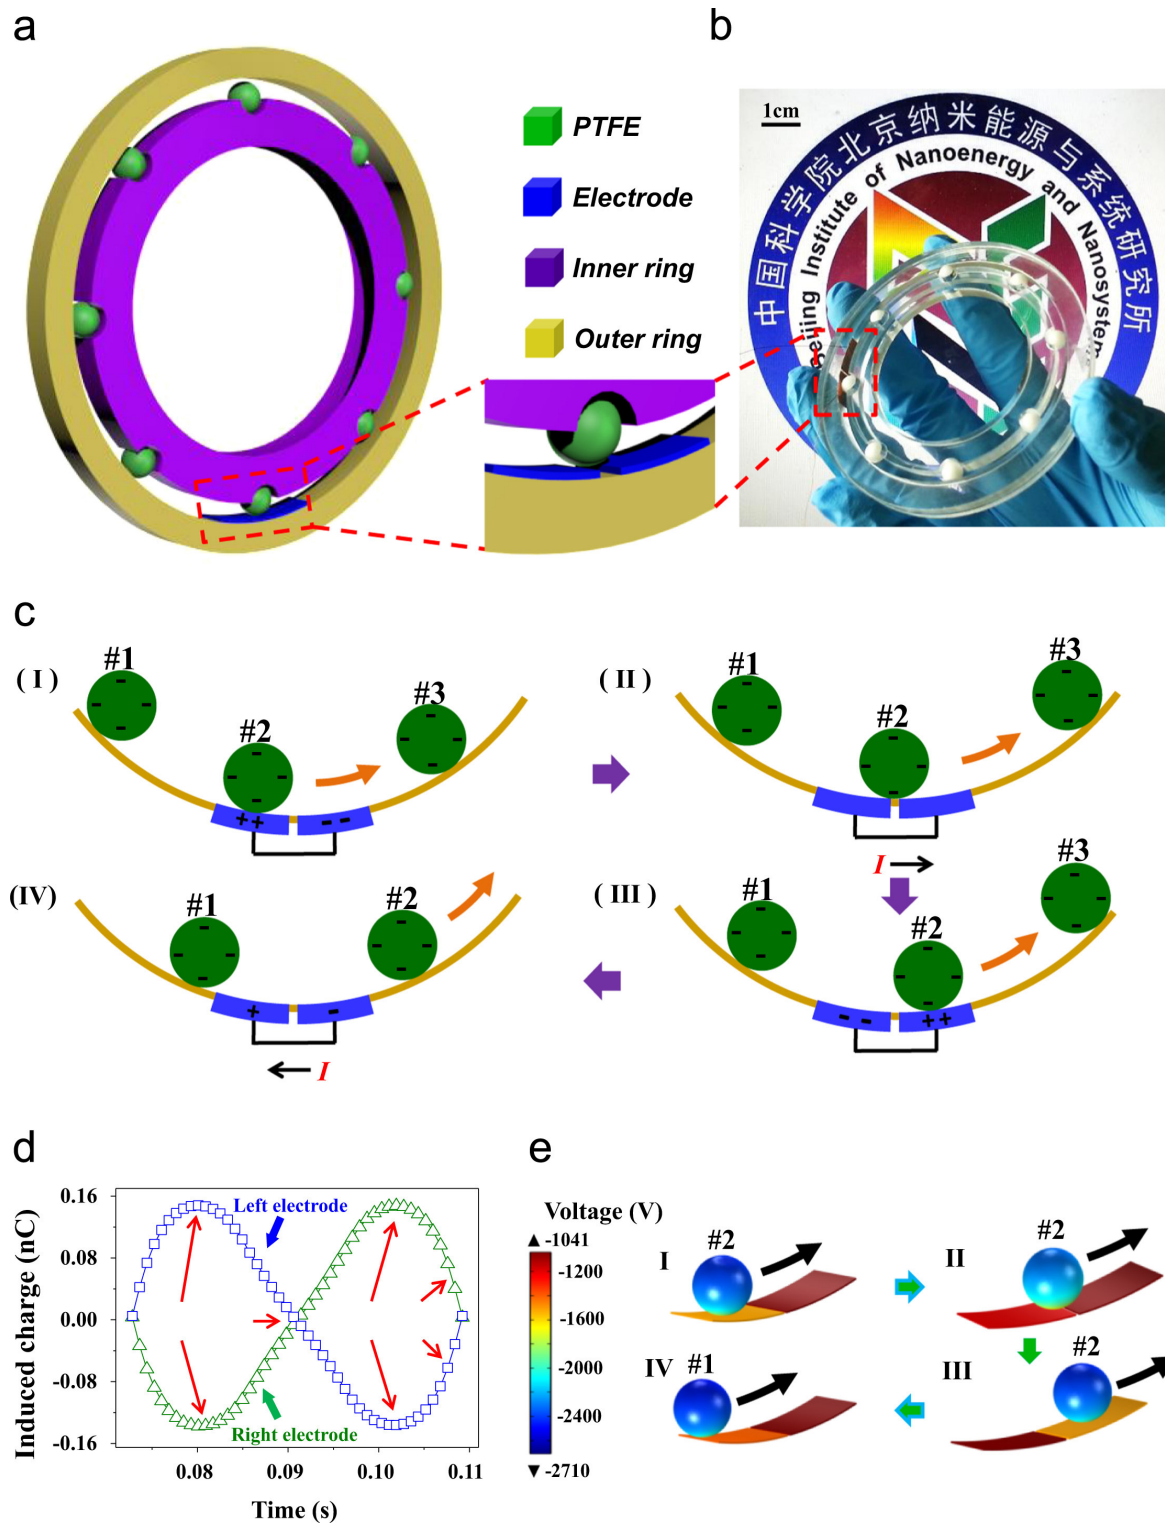 a
b
PTFE
Electrode
Inner ring
Outer ring
1cm
中国科学院北京纳米能源与系统研究所
Beijing Institute of Nanoenergy and Nanosystems
c
( I )
#1
#2
#3
( II )
#1
#2
#3
I
(IV)
#1
#2
I
( III )
#1
#2
#3
d
Induced charge (nC)
0.16
0.08
0.00
-0.08
-0.16
Left electrode
Right electrode
0.08
0.09
0.10
0.11
Time (s)
e
Voltage (V)
▲ -1041
-1200
-1600
-2000
-2400
▼ -2710
I
#2
II
#2
IV
#1
III
#2